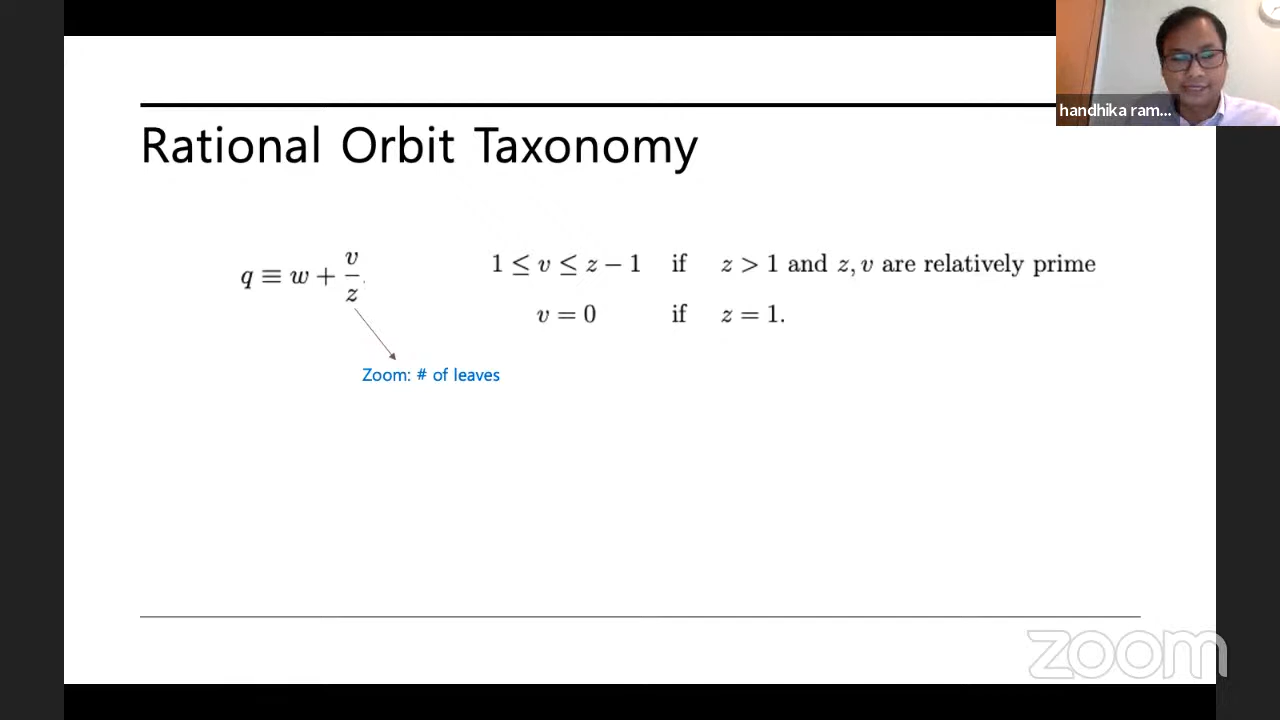 handhika ram...
Rational Orbit Taxonomy
q ≡ w + v/z.
1 ≤ v ≤ z − 1 if z > 1 and z, v are relatively prime
v = 0 if z = 1.
Zoom: # of leaves
zoom